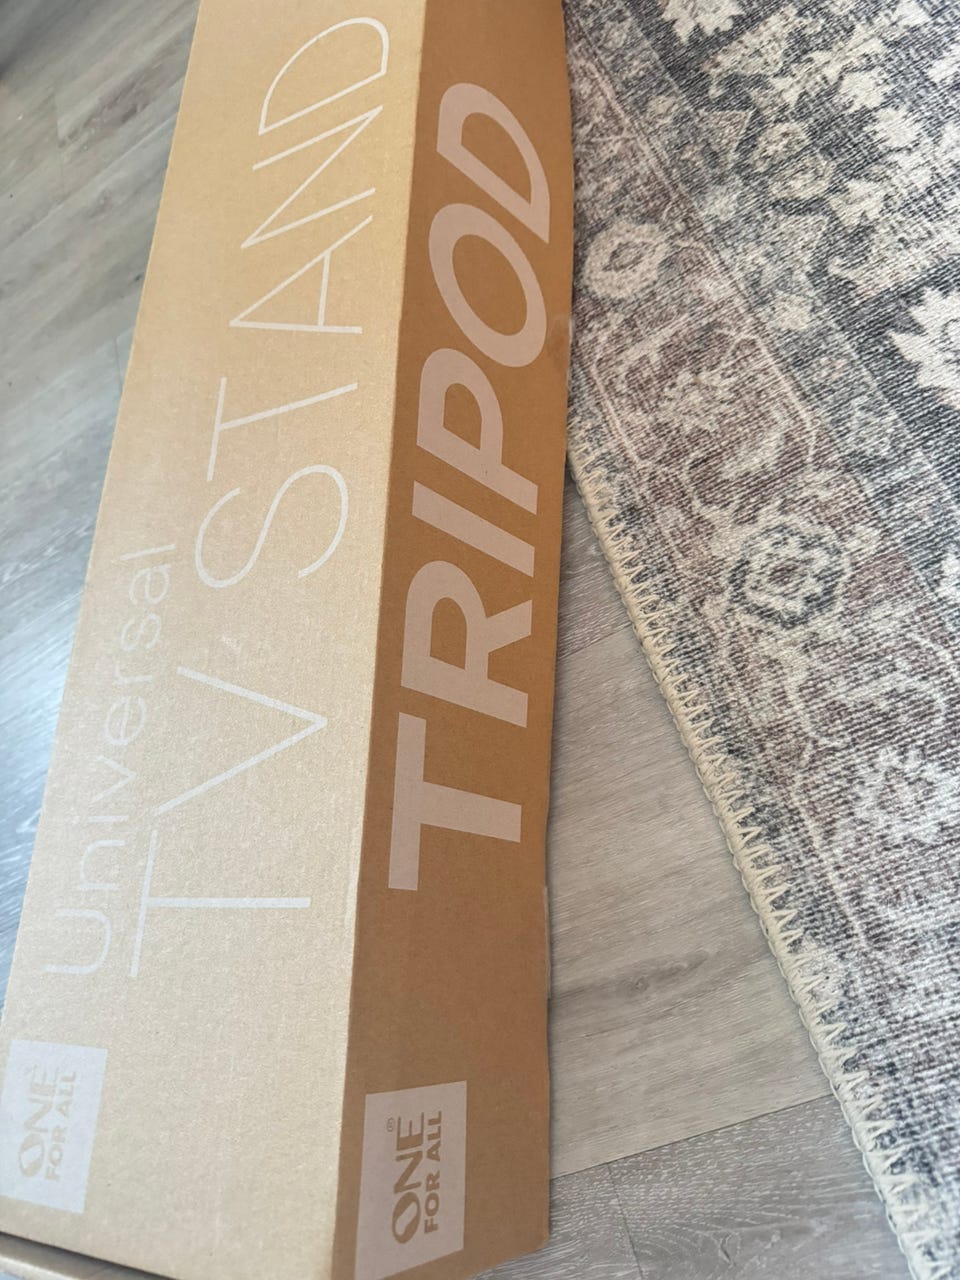 Universal
TV STAND
ONE
FOR ALL
TRIPOD
ONE®
FOR ALL